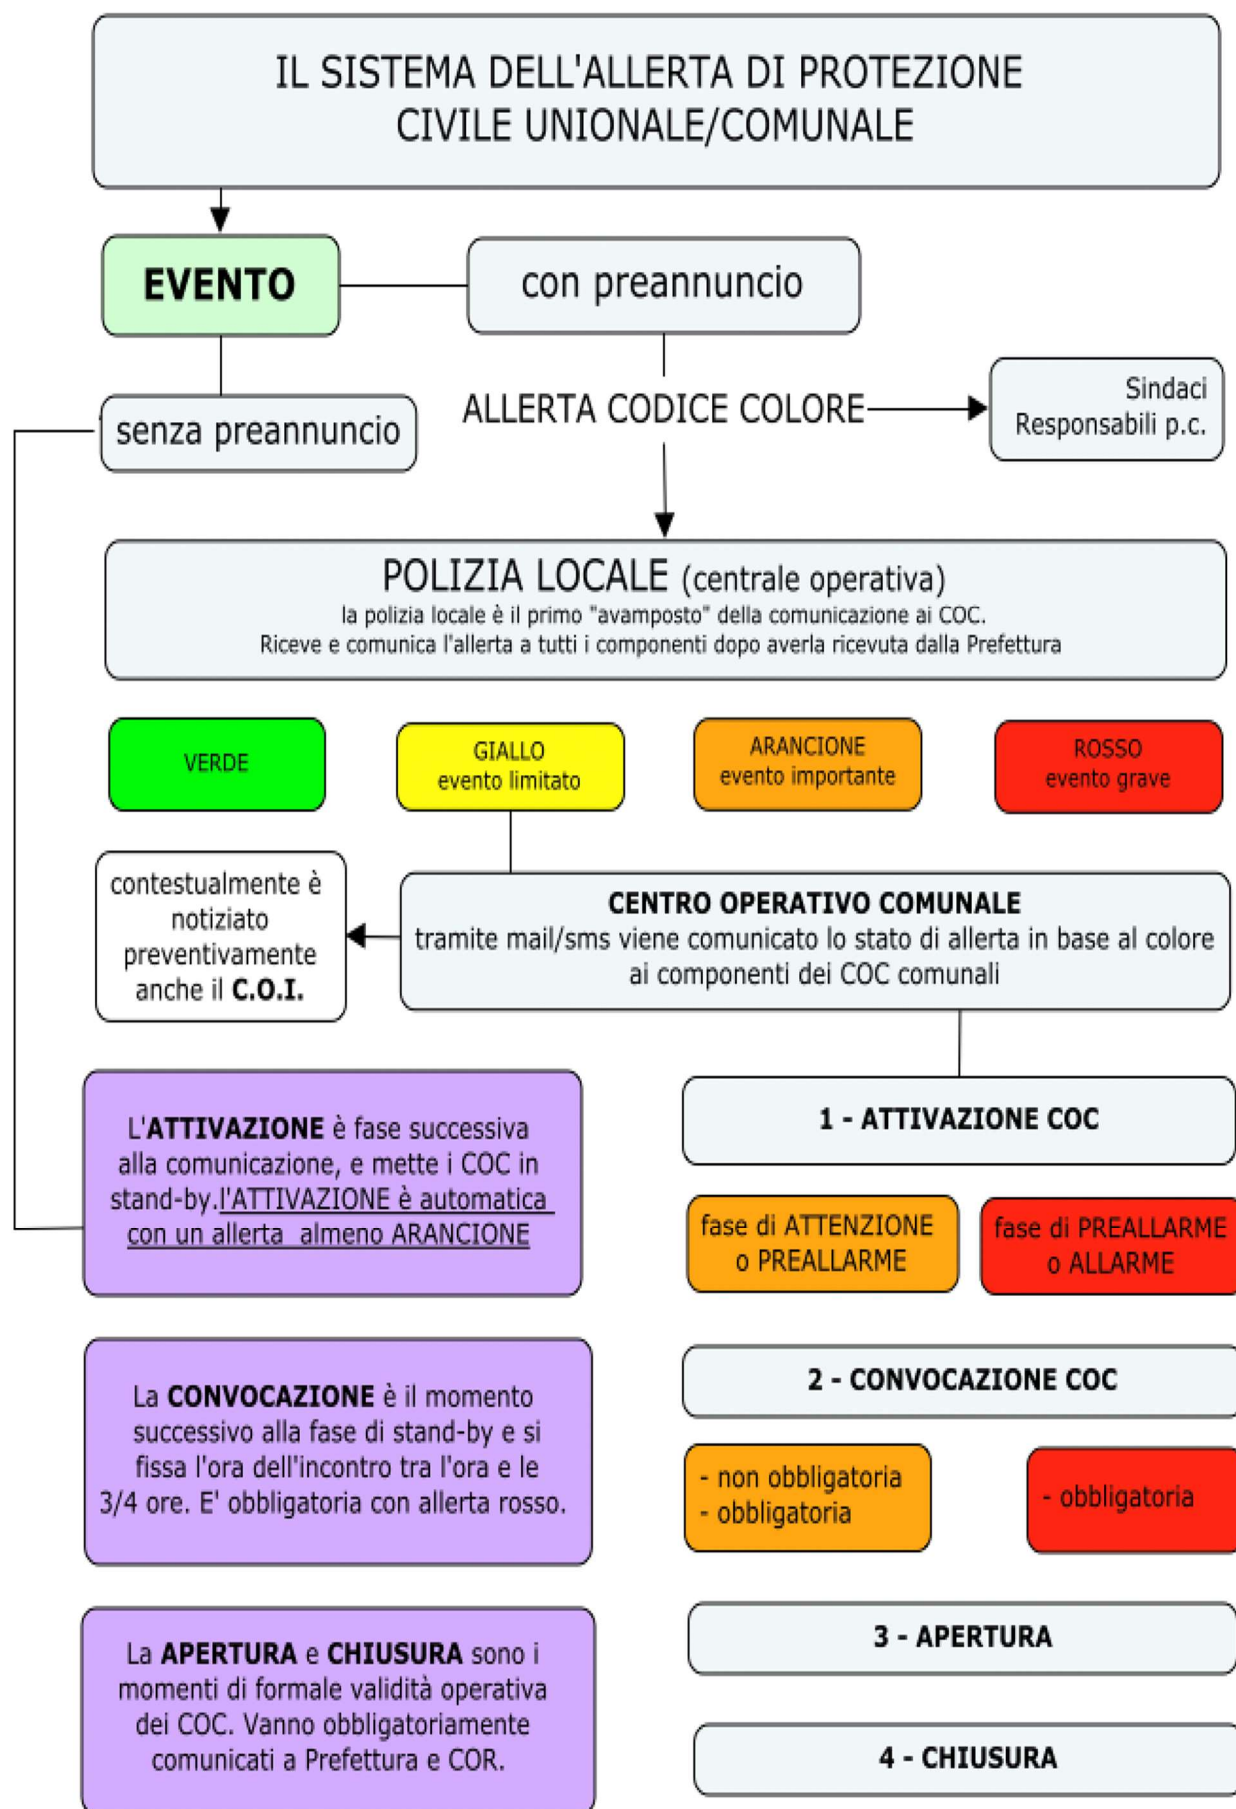 IL SISTEMA DELL'ALLERTA DI PROTEZIONE
CIVILE UNIONALE/COMUNALE
EVENTO
con preannuncio
senza preannuncio
ALLERTA CODICE COLORE
Sindaci
Responsabili p.c.
POLIZIA LOCALE (centrale operativa)
la polizia locale è il primo "avamposto" della comunicazione ai COC.
Riceve e comunica l'allerta a tutti i componenti dopo averla ricevuta dalla Prefettura
VERDE
GIALLO
evento limitato
ARANCIONE
evento importante
ROSSO
evento grave
contestualmente è
notiziato
preventivamente
anche il C.O.I.
CENTRO OPERATIVO COMUNALE
tramite mail/sms viene comunicato lo stato di allerta in base al colore
ai componenti dei COC comunali
L'ATTIVAZIONE è fase successiva
alla comunicazione, e mette i COC in
stand-by.l'ATTIVAZIONE è automatica
con un allerta  almeno ARANCIONE
1 - ATTIVAZIONE COC
fase di ATTENZIONE
o PREALLARME
fase di PREALLARME
o ALLARME
La CONVOCAZIONE è il momento
successivo alla fase di stand-by e si
fissa l'ora dell'incontro tra l'ora e le
3/4 ore. E' obbligatoria con allerta rosso.
2 - CONVOCAZIONE COC
- non obbligatoria
- obbligatoria
- obbligatoria
La APERTURA e CHIUSURA sono i
momenti di formale validità operativa
dei COC. Vanno obbligatoriamente
comunicati a Prefettura e COR.
3 - APERTURA
4 - CHIUSURA